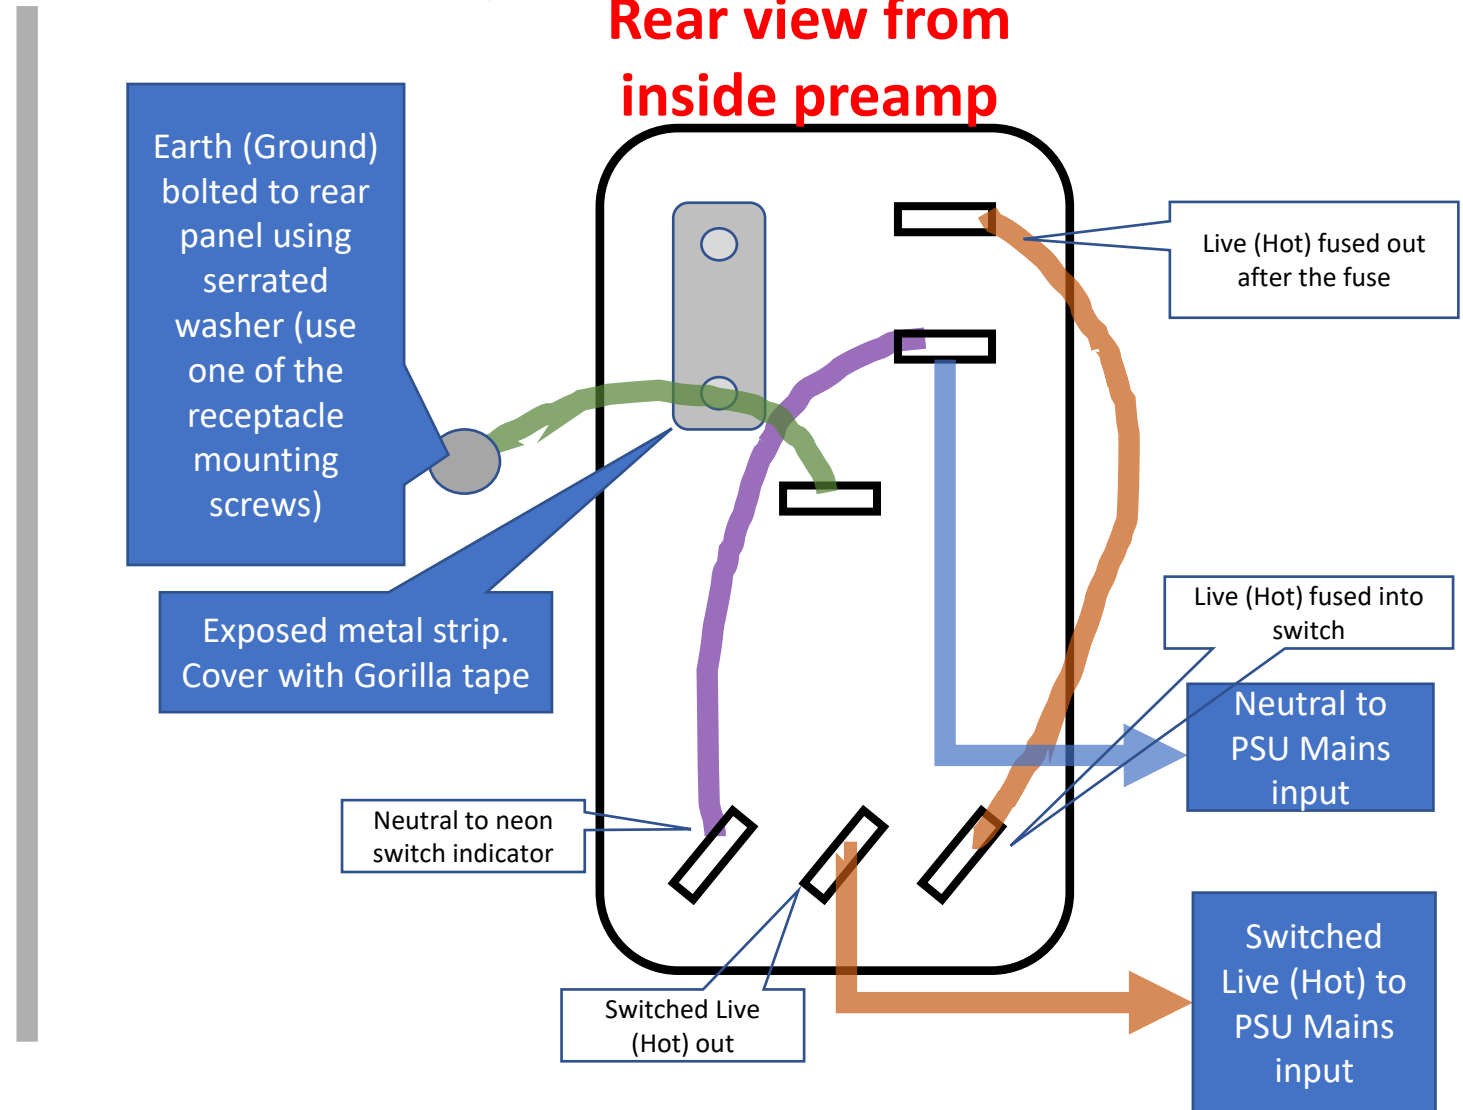 Rear view from
inside preamp
Earth (Ground)
bolted to rear
panel using
serrated
washer (use
one of the
receptacle
mounting
screws)
Live (Hot) fused out
after the fuse
Exposed metal strip.
Cover with Gorilla tape
Live (Hot) fused into
switch
Neutral to
PSU Mains
input
Neutral to neon
switch indicator
Switched Live
(Hot) out
Switched
Live (Hot) to
PSU Mains
input